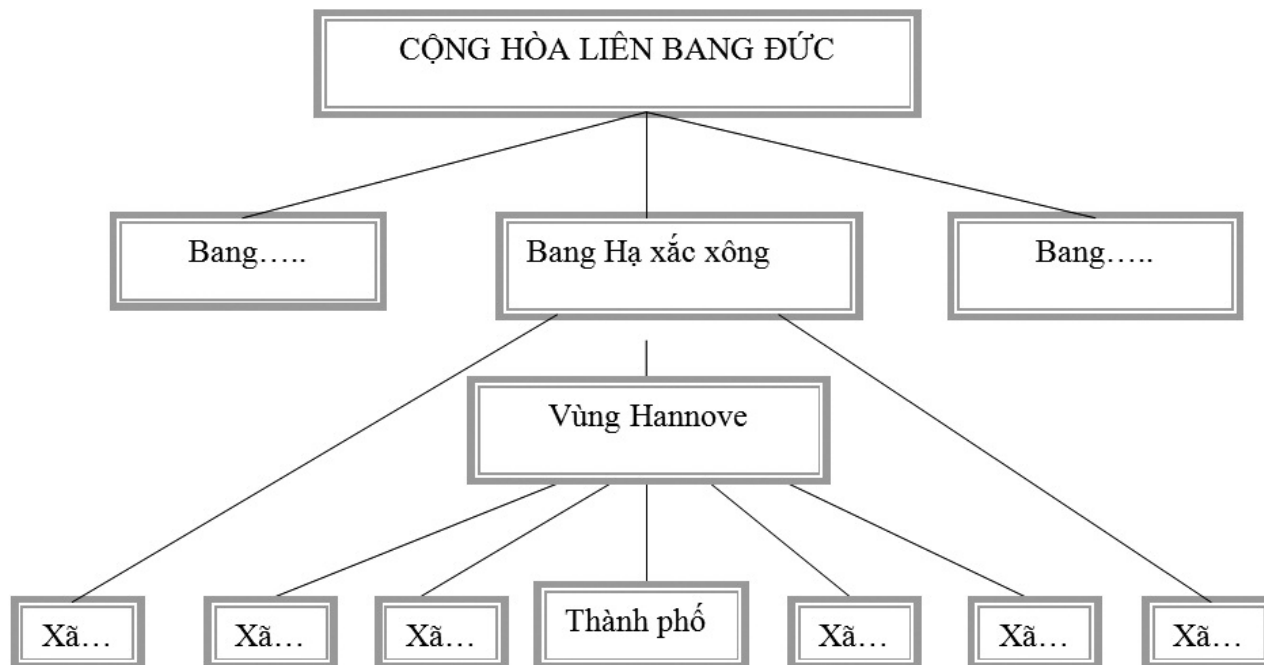 CỘNG HÒA LIÊN BANG ĐỨC
Bang.....
Bang Hạ xắc xông
Bang.....
Vùng Hannove
Xã...
Xã...
Xã...
Thành phố
Xã...
Xã...
Xã...